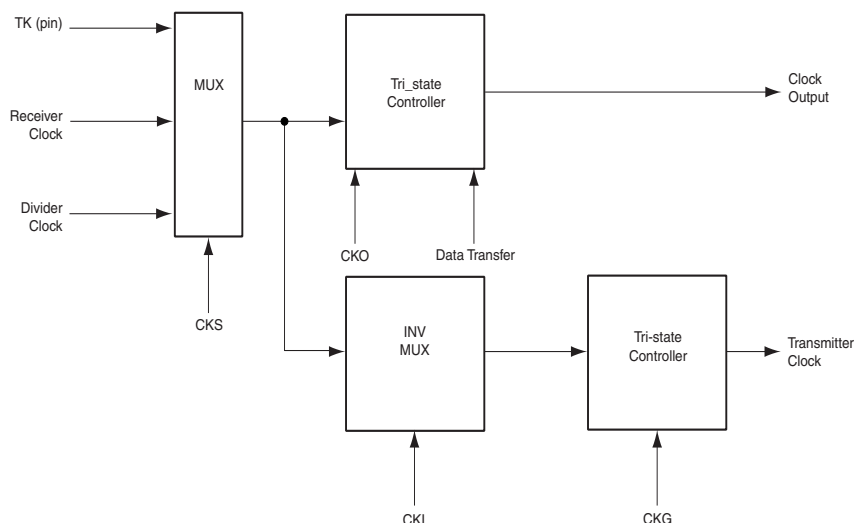 TK (pin)
MUX
Tri_state
Controller
Clock
Output
Receiver
Clock
Divider
Clock
CKO
Data Transfer
CKS
INV
MUX
Tri-state
Controller
Transmitter
Clock
CKI
CKG